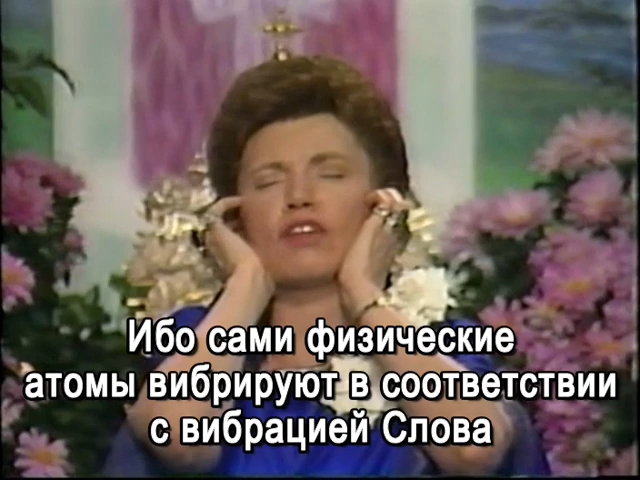 Ибо сами физические
атомы вибрируют в соответствии
с вибрацией Слова